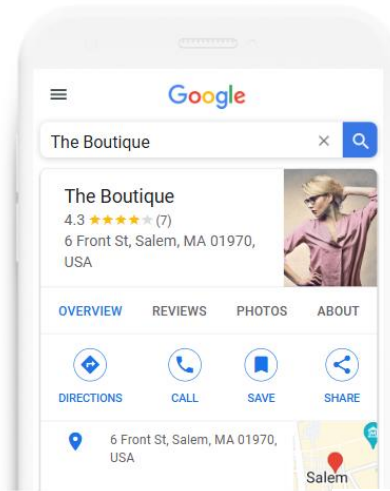 Google
The Boutique
The Boutique
4.3 (7)
6 Front St, Salem, MA 01970,
USA
OVERVIEW REVIEWS PHOTOS ABOUT
DIRECTIONS CALL SAVE SHARE
6 Front St, Salem, MA 01970,
USA
Salem